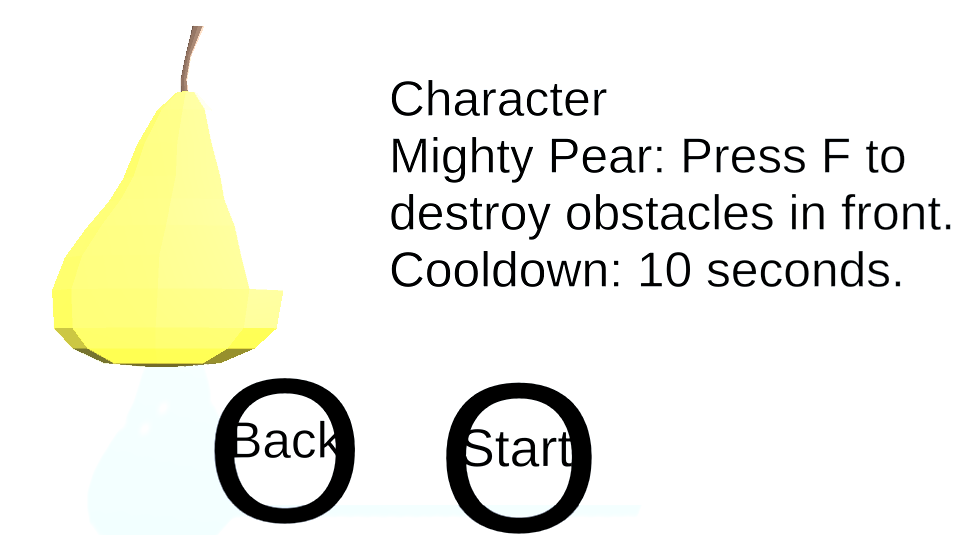 Character
Mighty Pear: Press F to
destroy obstacles in front.
Cooldown: 10 seconds.
Back
Start